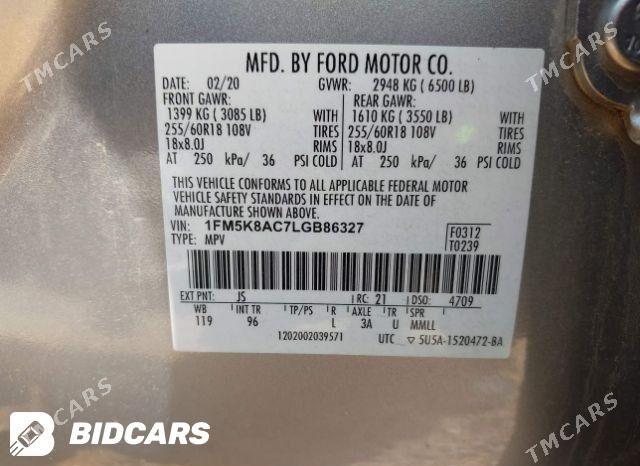 MFD. BY FORD MOTOR CO.
DATE: 02/20 GVWR: 2948 KG ( 6500 LB)
FRONT GAWR: REAR GAWR:
1399 KG ( 3085 LB) WITH 1610 KG ( 3550 LB) WITH
255/60R18 108V TIRES 255/60R18 108V TIRES
18x8.0J RIMS 18x8.0J RIMS
AT 250 kPa/ 36 PSI COLD AT 250 kPa/ 36 PSI COLD
THIS VEHICLE CONFORMS TO ALL APPLICABLE FEDERAL MOTOR
VEHICLE SAFETY STANDARDS IN EFFECT ON THE DATE OF
MANUFACTURE SHOWN ABOVE.
VIN: 1FM5K8AC7LGB86327 F0312
TYPE: MPV T0239
EXT PNT: JS RC: 21 DSO: 4709
WB INT TR TP/PS R AXLE TR SPR
119 96 L 3A U MMLL
1202002039571 UTC ▽ 5U5A-1520472-BA
BIDCARS
TMCARS
TMCARS
TMCARS
TMCARS
TMCARS
TMCARS